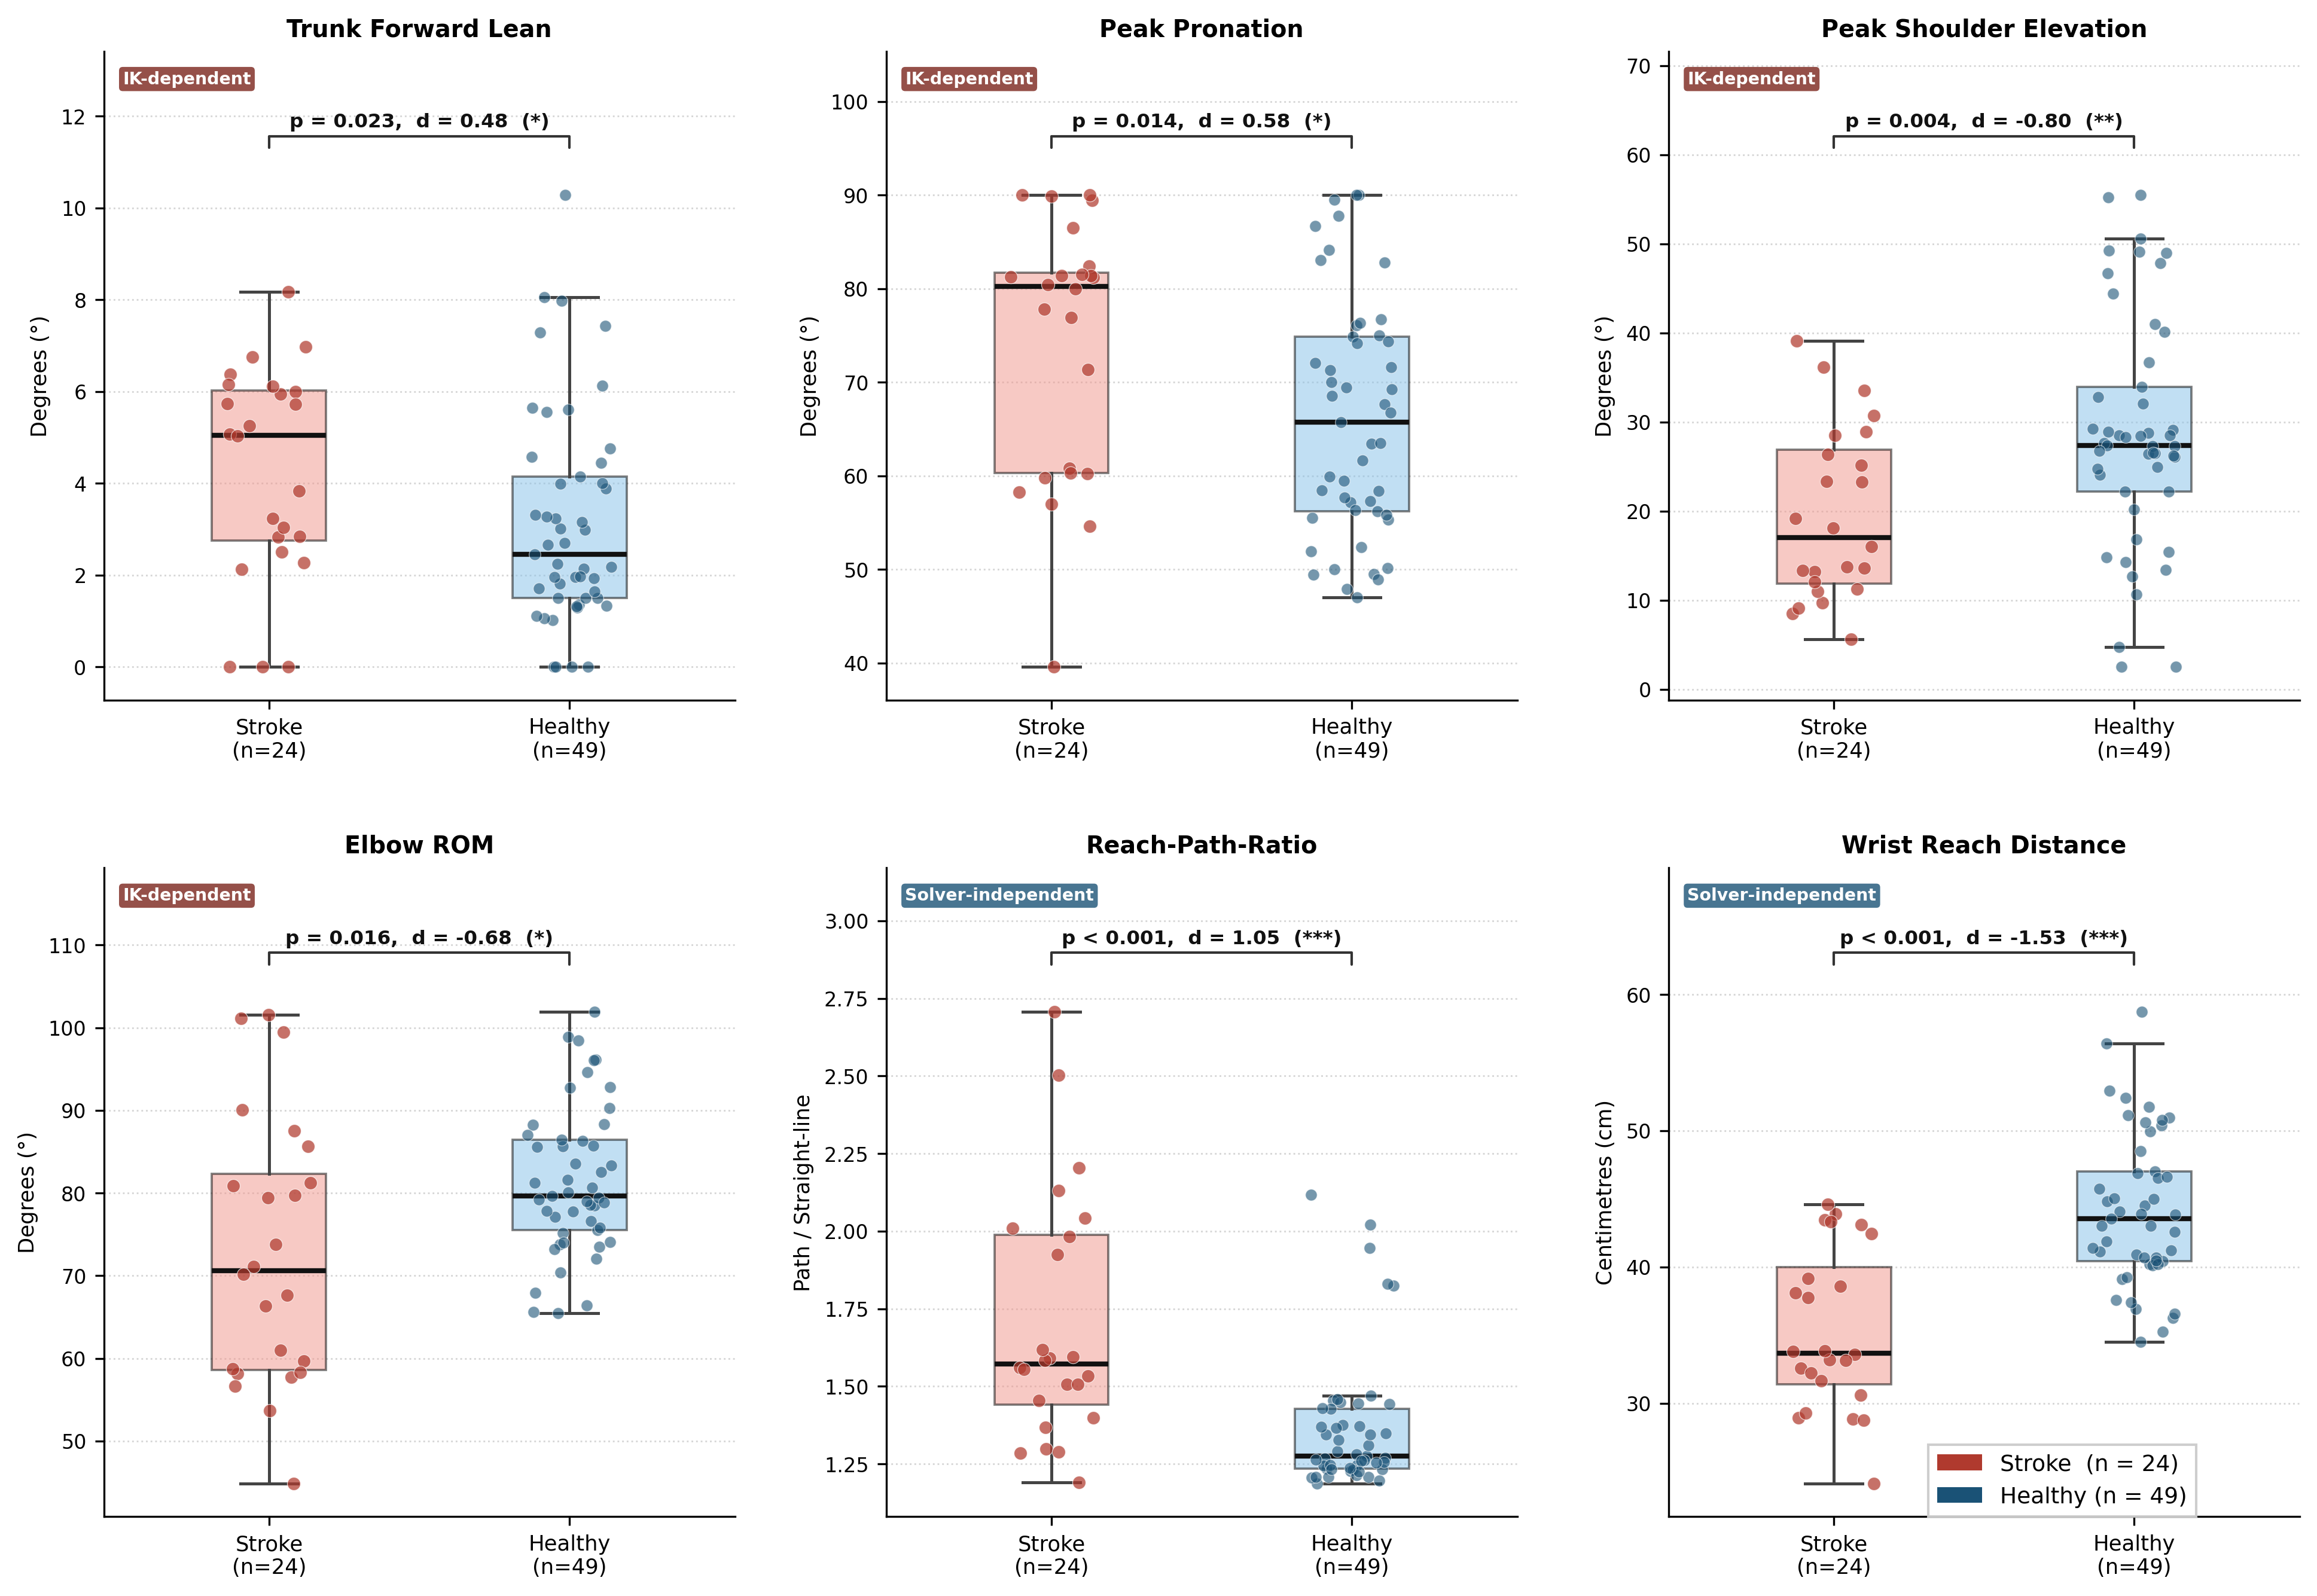 Trunk Forward Lean
IK-dependent
p = 0.023, d = 0.48 (*)
Degrees (°)
12
10
8
6
4
2
0
Stroke
(n=24)
Healthy
(n=49)
Peak Pronation
IK-dependent
p = 0.014, d = 0.58 (*)
Degrees (°)
100
90
80
70
60
50
40
Stroke
(n=24)
Healthy
(n=49)
Peak Shoulder Elevation
IK-dependent
p = 0.004, d = -0.80 (**)
Degrees (°)
70
60
50
40
30
20
10
0
Stroke
(n=24)
Healthy
(n=49)
Elbow ROM
IK-dependent
p = 0.016, d = -0.68 (*)
Degrees (°)
110
100
90
80
70
60
50
Stroke
(n=24)
Healthy
(n=49)
Reach-Path-Ratio
Solver-independent
p < 0.001, d = 1.05 (***)
Path / Straight-line
3.00
2.75
2.50
2.25
2.00
1.75
1.50
1.25
Stroke
(n=24)
Healthy
(n=49)
Wrist Reach Distance
Solver-independent
p < 0.001, d = -1.53 (***)
Centimetres (cm)
60
50
40
30
Stroke (n = 24)
Healthy (n = 49)
Stroke
(n=24)
Healthy
(n=49)